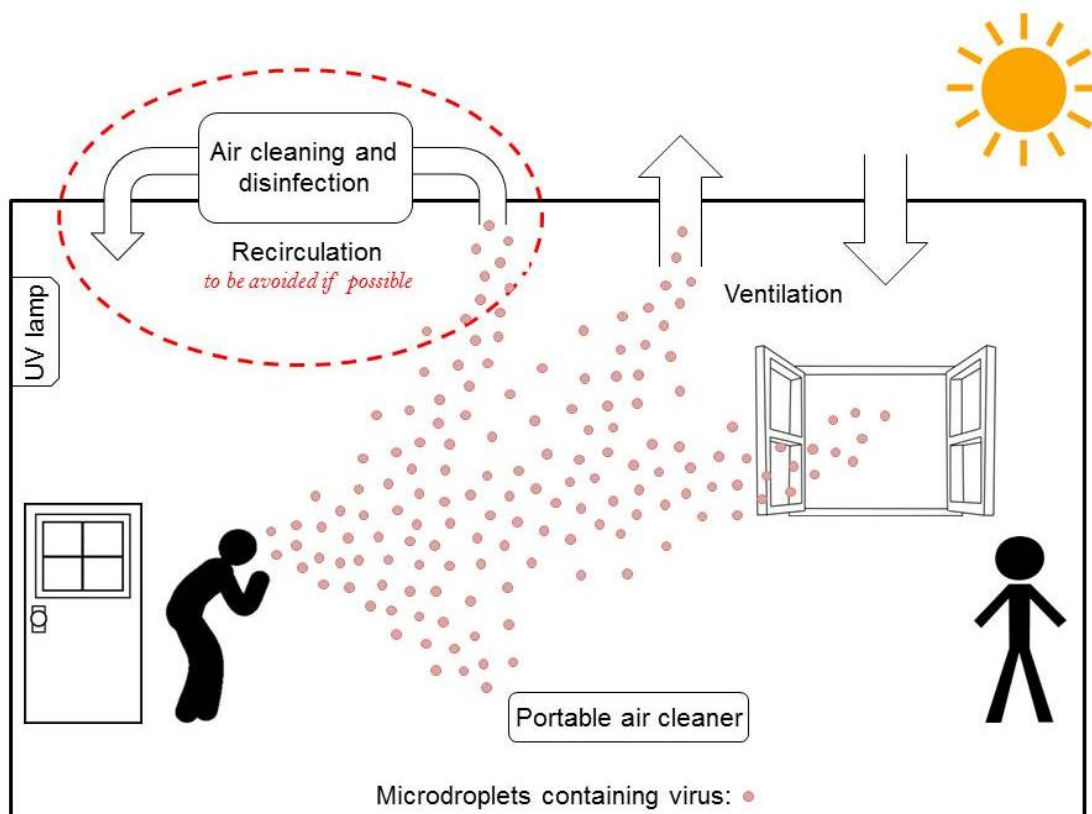 Air cleaning and
disinfection
Recirculation
to be avoided if possible
UV lamp
Ventilation
Portable air cleaner
Microdroplets containing virus: